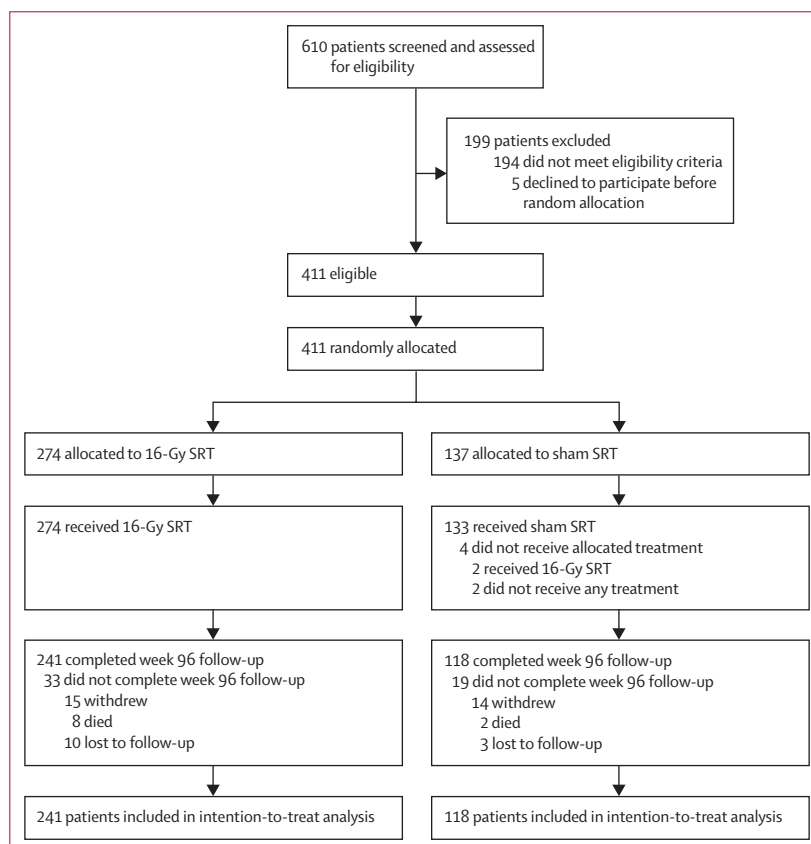 610 patients screened and assessed
for eligibility
199 patients excluded
194 did not meet eligibility criteria
5 declined to participate before
random allocation
411 eligible
411 randomly allocated
274 allocated to 16-Gy SRT
137 allocated to sham SRT
274 received 16-Gy SRT
133 received sham SRT
4 did not receive allocated treatment
2 received 16-Gy SRT
2 did not receive any treatment
241 completed week 96 follow-up
33 did not complete week 96 follow-up
15 withdrew
8 died
10 lost to follow-up
118 completed week 96 follow-up
19 did not complete week 96 follow-up
14 withdrew
2 died
3 lost to follow-up
241 patients included in intention-to-treat analysis
118 patients included in intention-to-treat analysis